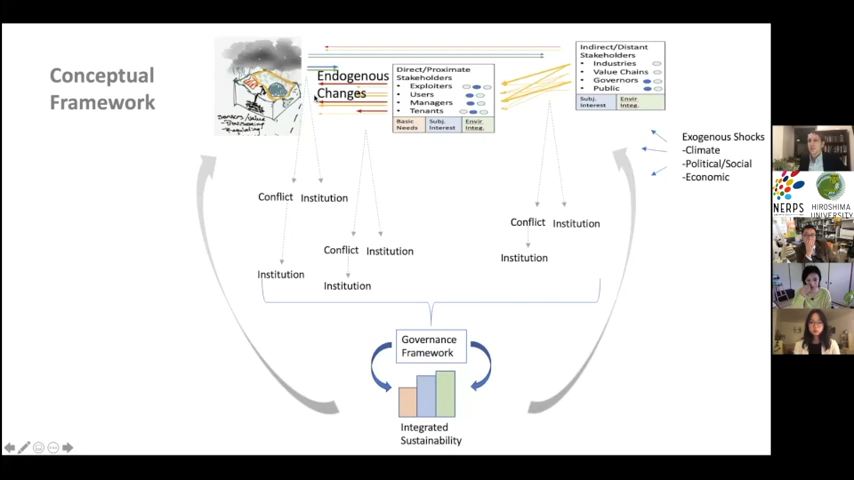 Conceptual
Framework
Endogenous
Changes
Direct/Proximate
Stakeholders
• Exploiters
• Users
• Managers
• Tenants
Basic
Needs
Subj.
Interest
Envir
Integ.
Indirect/Distant
Stakeholders
• Industries
• Value Chains
• Governors
• Public
Subj.
Interest
Envir
Integ.
Exogenous Shocks
-Climate
-Political/Social
-Economic
Conflict
Institution
Institution
Conflict
Institution
Institution
Conflict
Institution
Institution
Governance
Framework
Integrated
Sustainability
NERPS
HIROSHIMA
UNIVERSITY